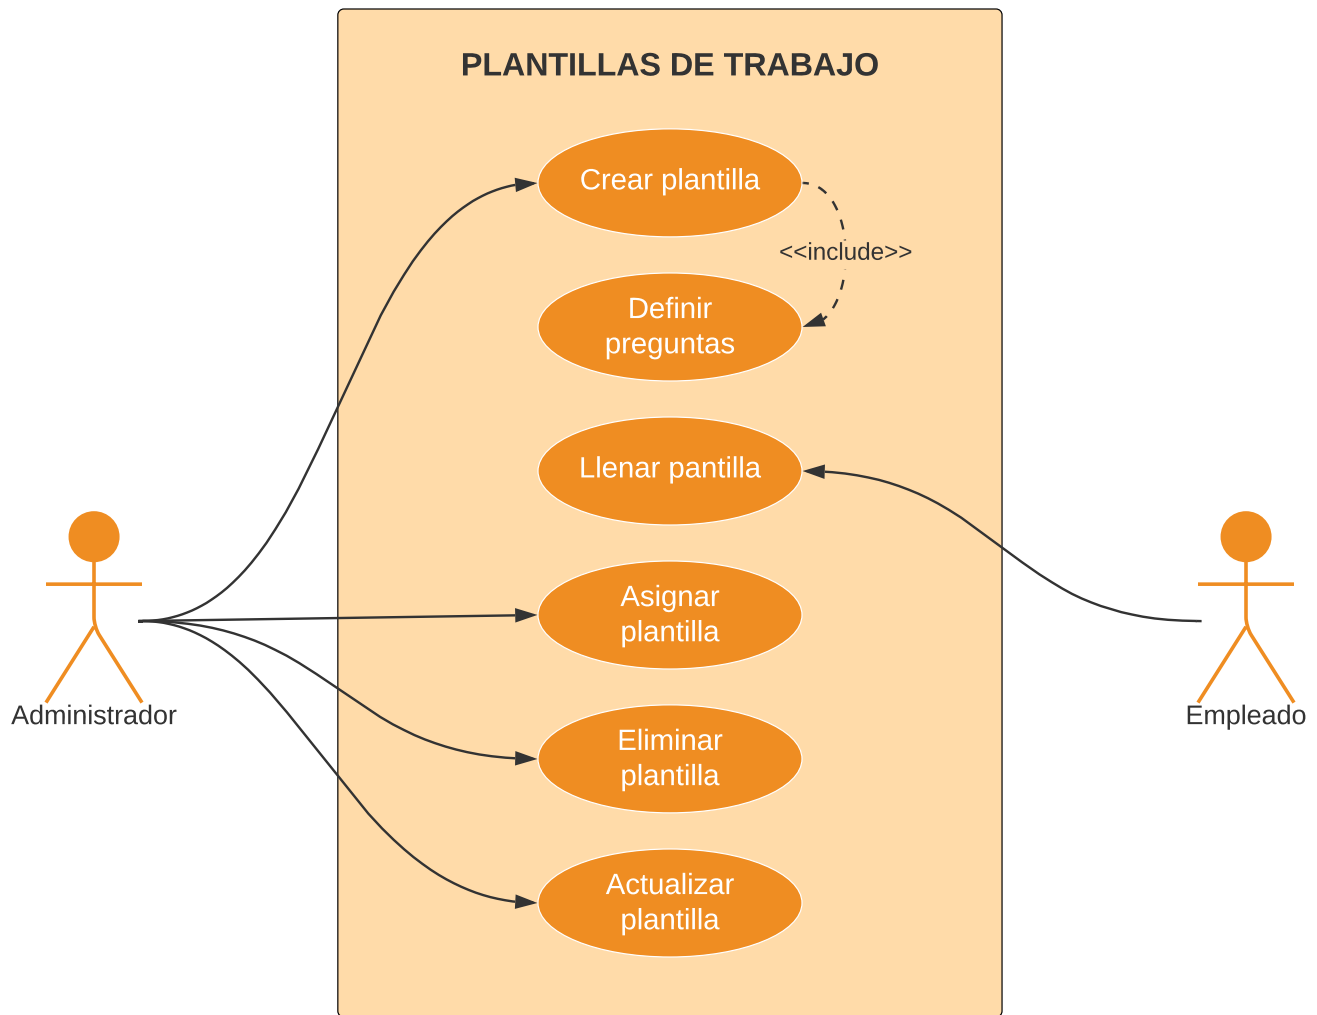 PLANTILLAS DE TRABAJO
Crear plantilla
<<include>>
Definir
preguntas
Llenar pantilla
Asignar
plantilla
Administrador
Empleado
Eliminar
plantilla
Actualizar
plantilla